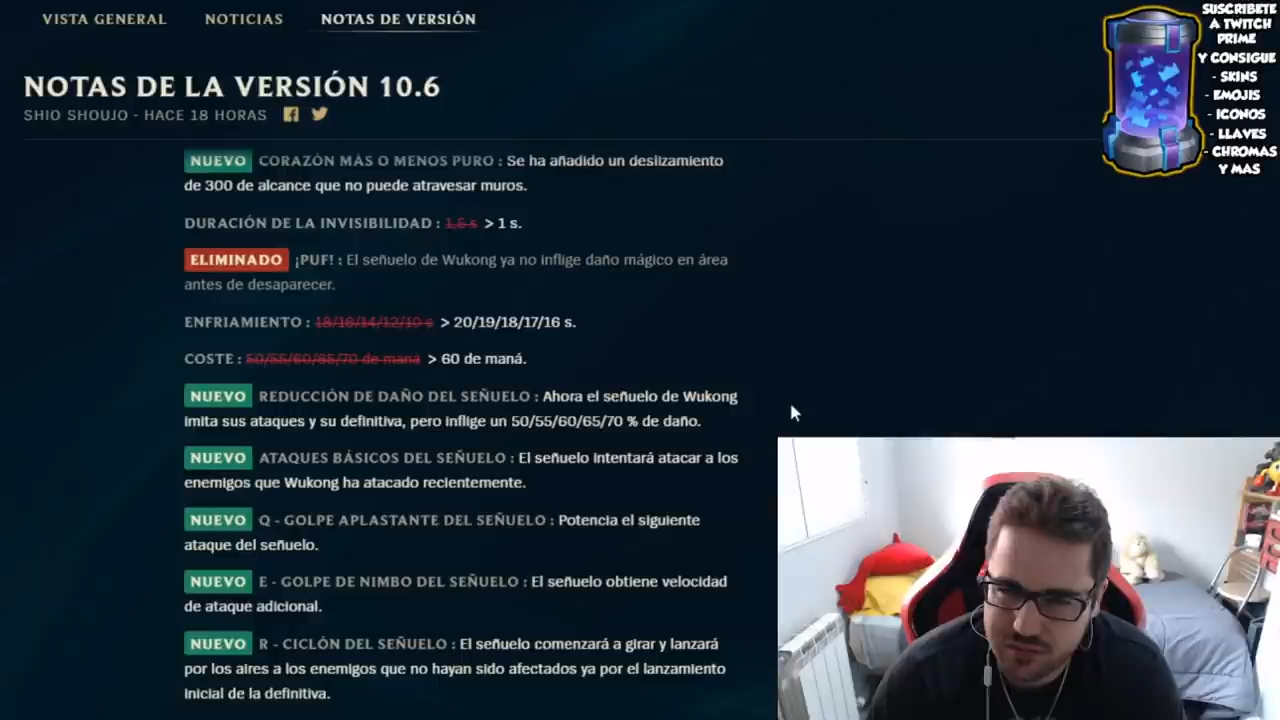 VISTA GENERAL NOTICIAS NOTAS DE VERSIÓN
NOTAS DE LA VERSIÓN 10.6
SHIO SHOUJO - HACE 18 HORAS
NUEVO CORAZÓN MÁS O MENOS PURO : Se ha añadido un deslizamiento
de 300 de alcance que no puede atravesar muros.
DURACIÓN DE LA INVISIBILIDAD : 1,5 s > 1 s.
ELIMINADO ¡PUF! : El señuelo de Wukong ya no inflige daño mágico en área
antes de desaparecer.
ENFRIAMIENTO : 18/16/14/12/10 s > 20/19/18/17/16 s.
COSTE : 50/55/60/65/70 de maná > 60 de maná.
NUEVO REDUCCIÓN DE DAÑO DEL SEÑUELO : Ahora el señuelo de Wukong
imita sus ataques y su definitiva, pero inflige un 50/55/60/65/70 % de daño.
NUEVO ATAQUES BÁSICOS DEL SEÑUELO : El señuelo intentará atacar a los
enemigos que Wukong ha atacado recientemente.
NUEVO Q - GOLPE APLASTANTE DEL SEÑUELO : Potencia el siguiente
ataque del señuelo.
NUEVO E - GOLPE DE NIMBO DEL SEÑUELO : El señuelo obtiene velocidad
de ataque adicional.
NUEVO R - CICLÓN DEL SEÑUELO : El señuelo comenzará a girar y lanzará
por los aires a los enemigos que no hayan sido afectados ya por el lanzamiento
inicial de la definitiva.
SUSCRIBETE
A TWITCH
PRIME
Y CONSIGUE
- SKINS
- EMOJIS
- ICONOS
- LLAVES
- CHROMAS
Y MAS